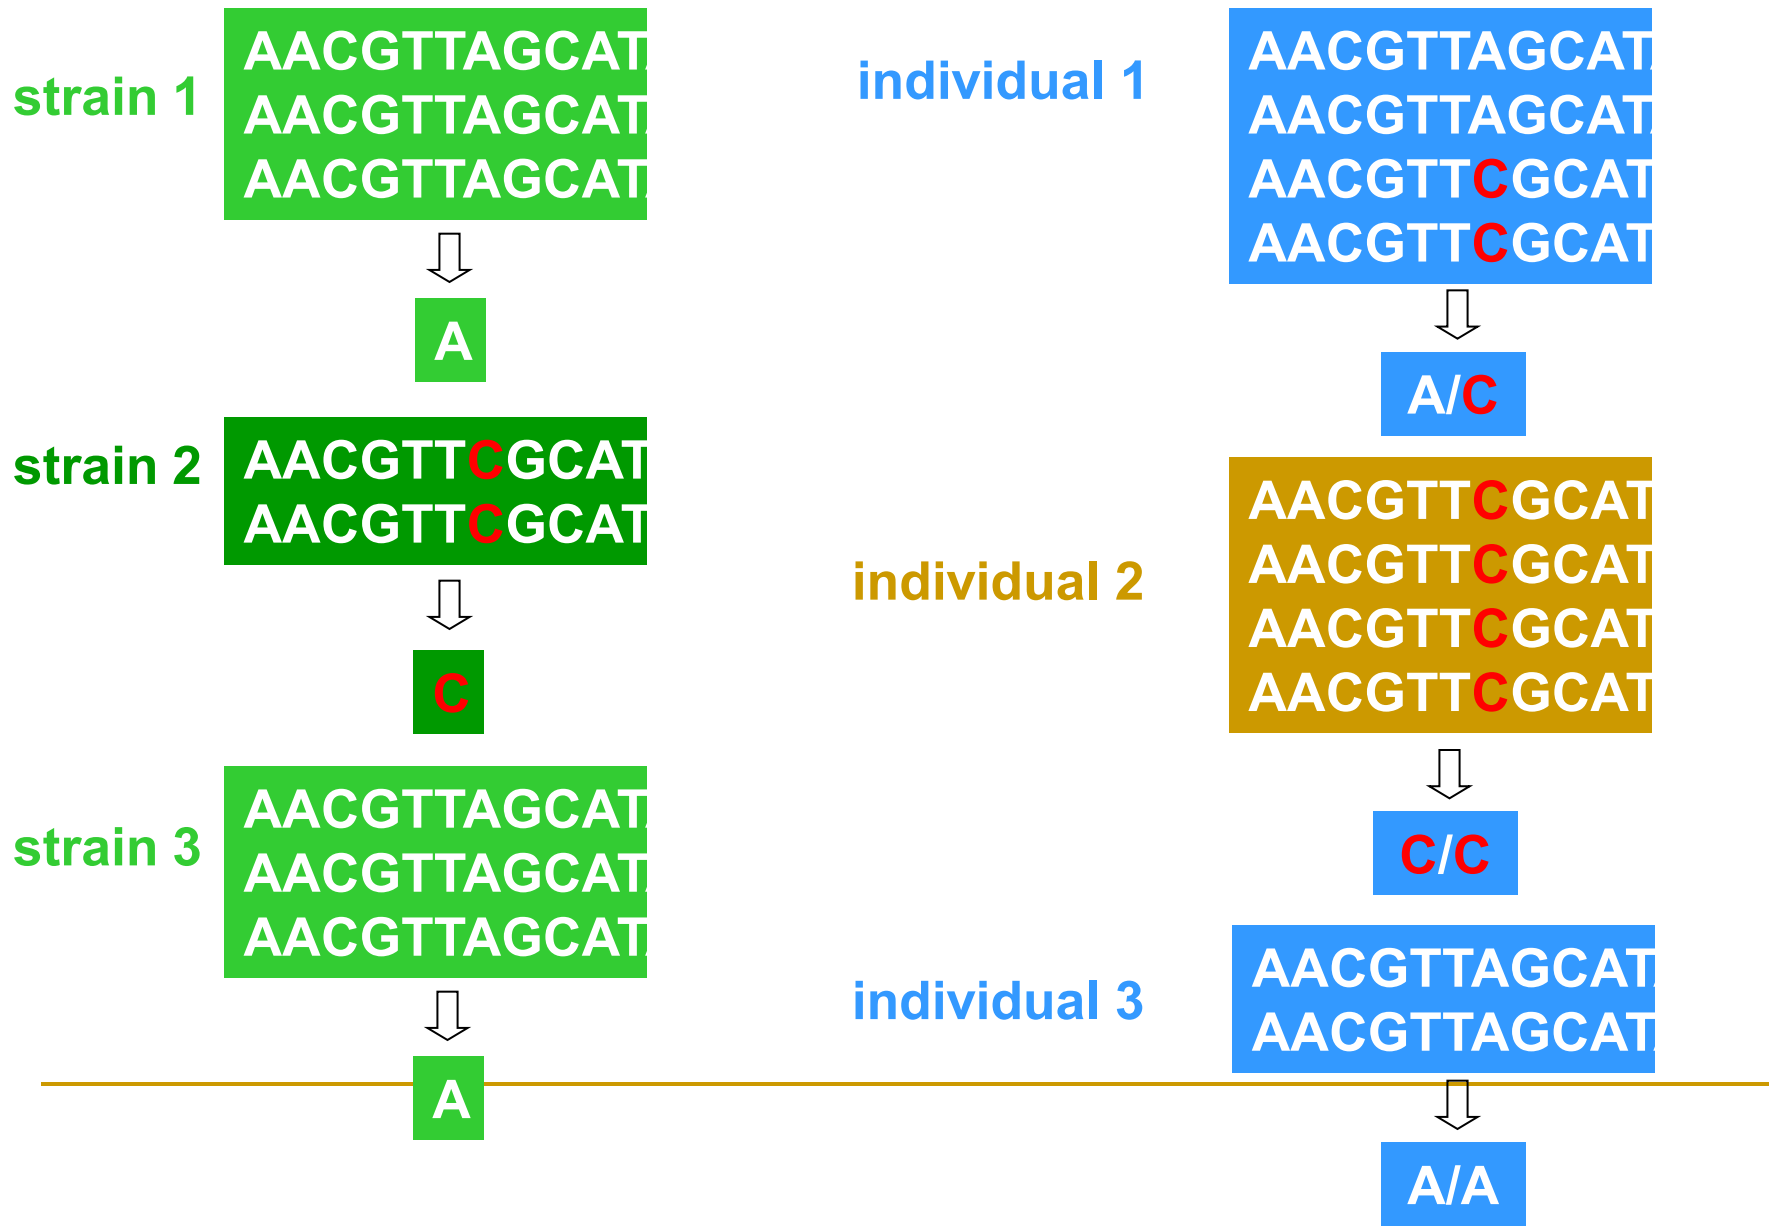 strain 1
AACGTTAGCAT
AACGTTAGCAT
AACGTTAGCAT
A
strain 2
AACGTTCGCAT
AACGTTCGCAT
C
strain 3
AACGTTAGCAT
AACGTTAGCAT
AACGTTAGCAT
A
individual 1
AACGTTAGCAT
AACGTTAGCAT
AACGTTCGCAT
AACGTTCGCAT
A/C
individual 2
AACGTTCGCAT
AACGTTCGCAT
AACGTTCGCAT
AACGTTCGCAT
C/C
individual 3
AACGTTAGCAT
AACGTTAGCAT
A/A